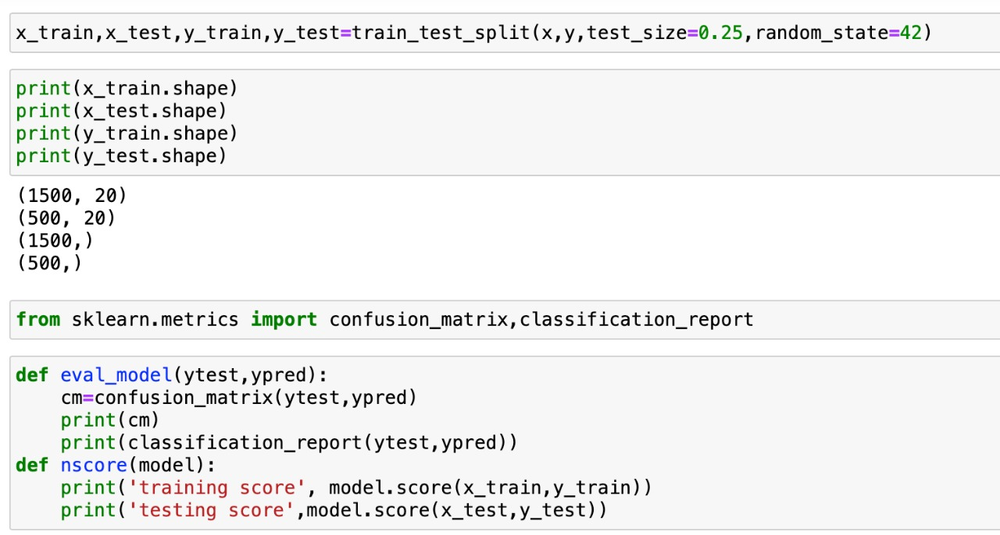 x_train,x_test,y_train,y_test=train_test_split(x,y,test_size=0.25,random_state=42)
print(x_train.shape)
print(x_test.shape)
print(y_train.shape)
print(y_test.shape)
(1500, 20)
(500, 20)
(1500,)
(500,)
from sklearn.metrics import confusion_matrix,classification_report
def eval_model(ytest,ypred):
    cm=confusion_matrix(ytest,ypred)
    print(cm)
    print(classification_report(ytest,ypred))
def nscore(model):
    print('training score', model.score(x_train,y_train))
    print('testing score',model.score(x_test,y_test))